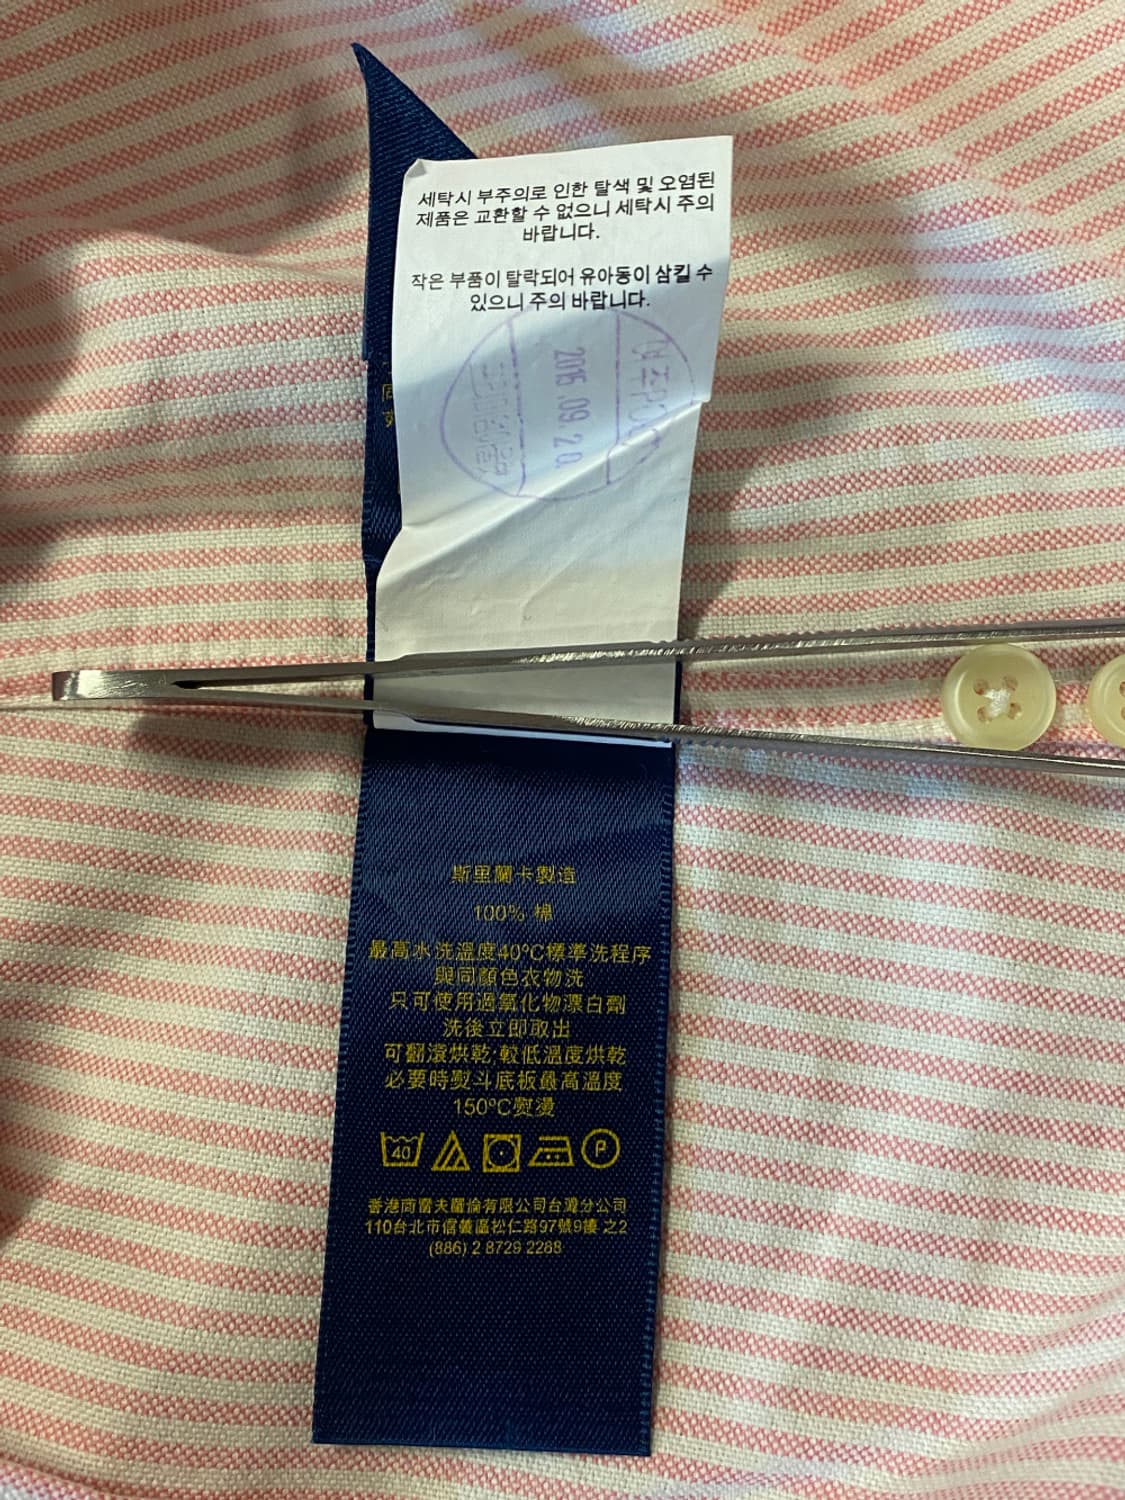 세탁시 부주의로 인한 탈색 및 오염된
제품은 교환할 수 없으니 세탁시 주의
바랍니다.
작은 부품이 탈락되어 유아동이 삼킬 수
있으니 주의 바랍니다.
2015.09.20.
斯里蘭卡製造
100% 棉
最高水洗溫度40ºC標準洗程序
與同顏色衣物洗
只可使用過氧化物漂白劑
洗後立即取出
可翻滾烘乾;較低溫度烘乾
必要時熨斗底板最高溫度
150ºC熨燙
40
P
香港商雷夫羅倫有限公司台灣分公司
110台北市信義區松仁路97號9樓 之2
(886) 2 8729 2288